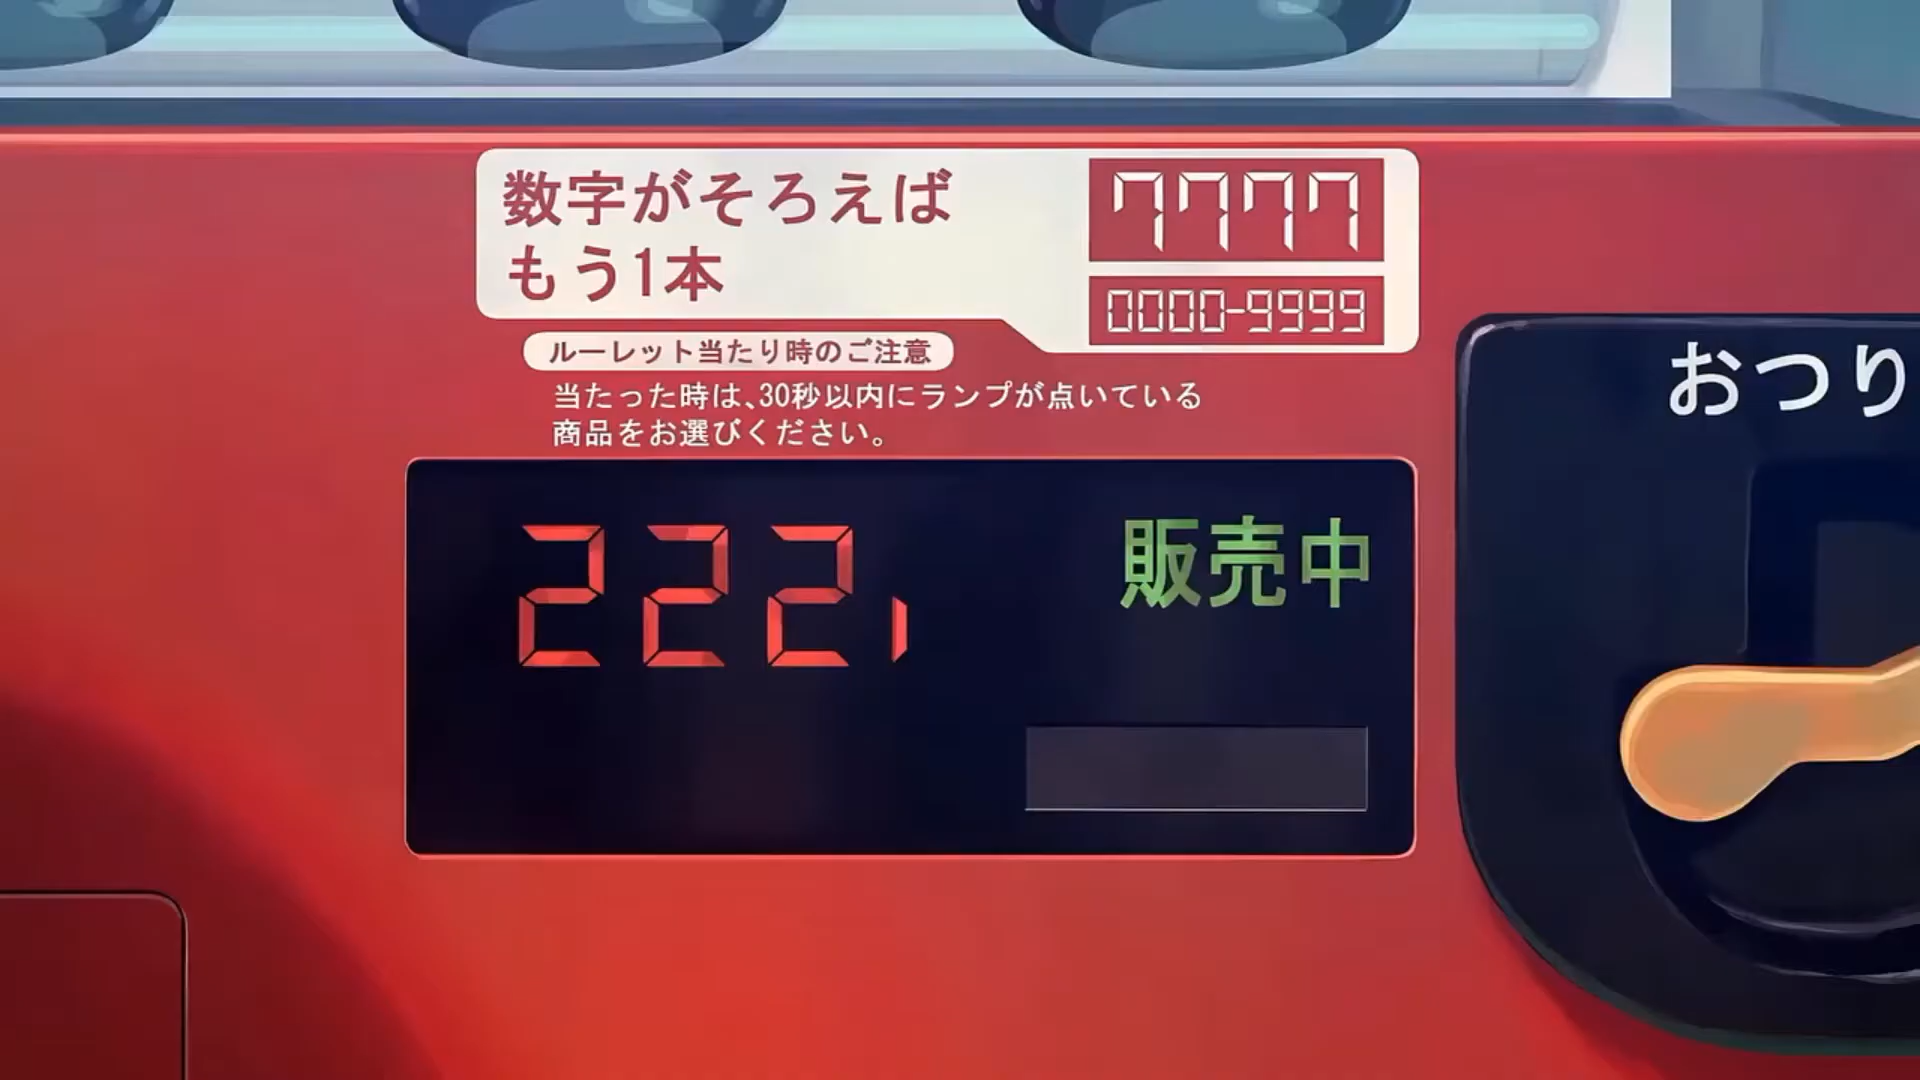 数字がそろえば
もう1本
7777
0000-9999
ルーレット当たり時のご注意
当たった時は、30秒以内にランプが点いている
商品をお選びください。
222
販売中
おつり